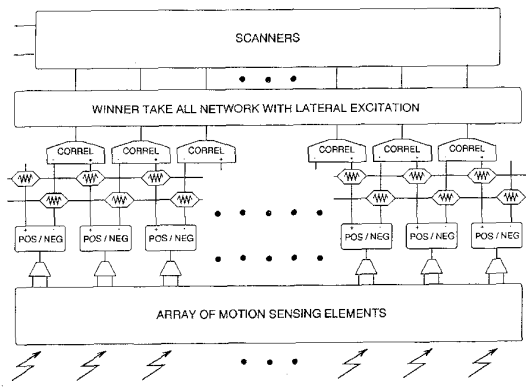 SCANNERS
WINNER TAKE ALL NETWORK WITH LATERAL EXCITATION
CORREL CORREL CORREL CORREL CORREL CORREL
POS / NEG POS / NEG POS / NEG POS / NEG POS / NEG POS / NEG
ARRAY OF MOTION SENSING ELEMENTS